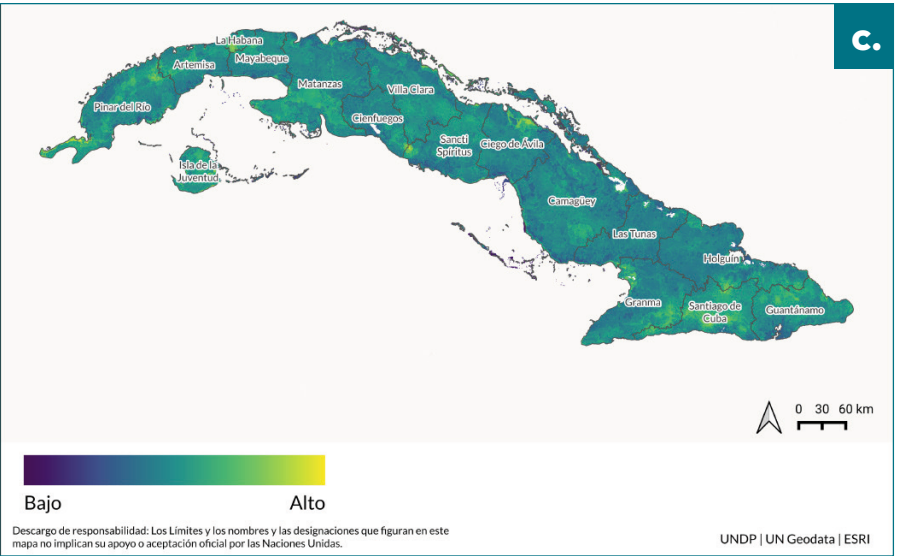 c.
La Habana
Artemisa
Mayabeque
Matanzas
Villa Clara
Pinar del Río
Cienfuegos
Sancti
Spíritus
Ciego de Ávila
Isla de la
Juventud
Camagüey
Las Tunas
Holguín
Granma
Santiago de
Cuba
Guantánamo
0 30 60 km
Bajo
Alto
Descargo de responsabilidad: Los Límites y los nombres y las designaciones que figuran en este
mapa no implican su apoyo o aceptación oficial por las Naciones Unidas.
UNDP | UN Geodata | ESRI